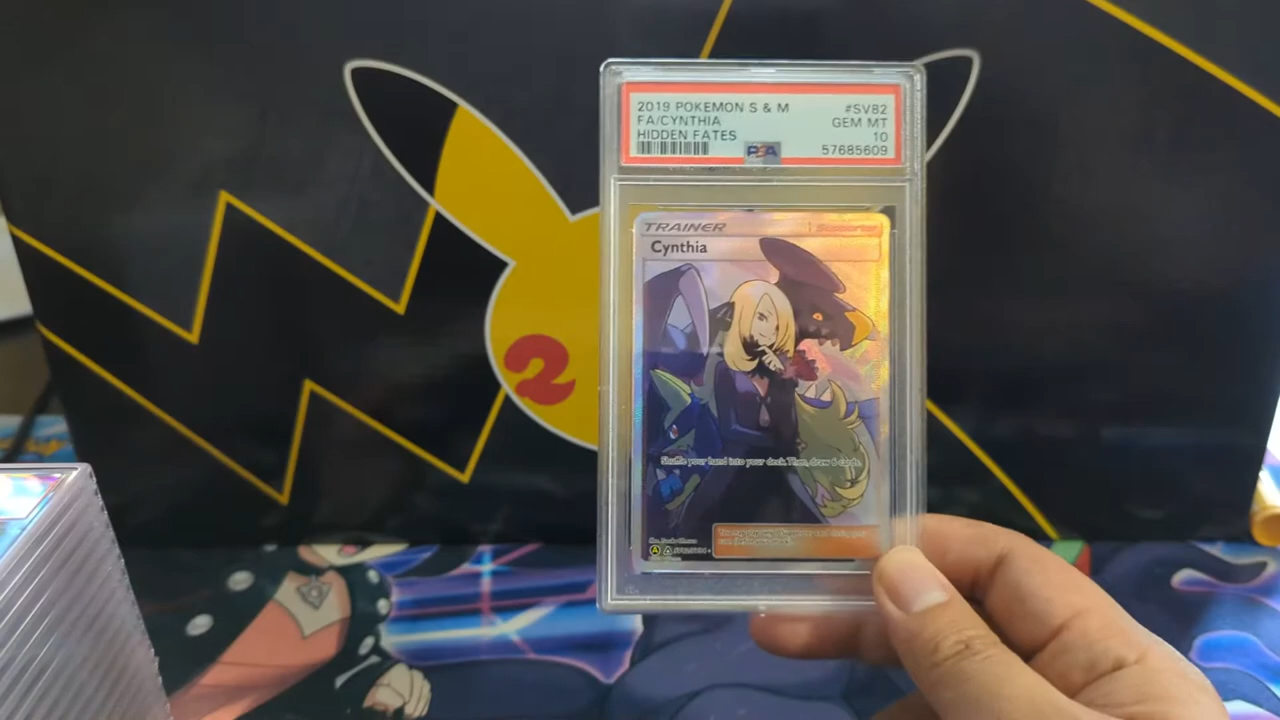 2019 POKEMON S & M #SV82
FA/CYNTHIA GEM MT
HIDDEN FATES 10
PSA 57685609
TRAINER Supporter
Cynthia
Shuffle your hand into your deck. Then, draw 6 cards.
2